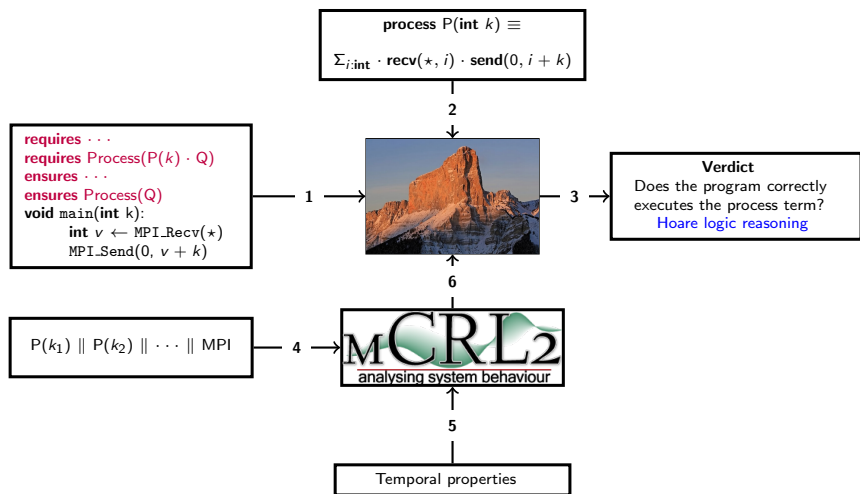 process P(int k) ≡
Σi:int · recv(⋆, i) · send(0, i + k)
2
requires · · ·
requires Process(P(k) · Q)
ensures · · ·
ensures Process(Q)
void main(int k):
int v ← MPI_Recv(⋆)
MPI_Send(0, v + k)
1
3
Verdict
Does the program correctly
executes the process term?
Hoare logic reasoning
6
P(k1) ∥ P(k2) ∥ · · · ∥ MPI
4
mCRL2
analysing system behaviour
5
Temporal properties